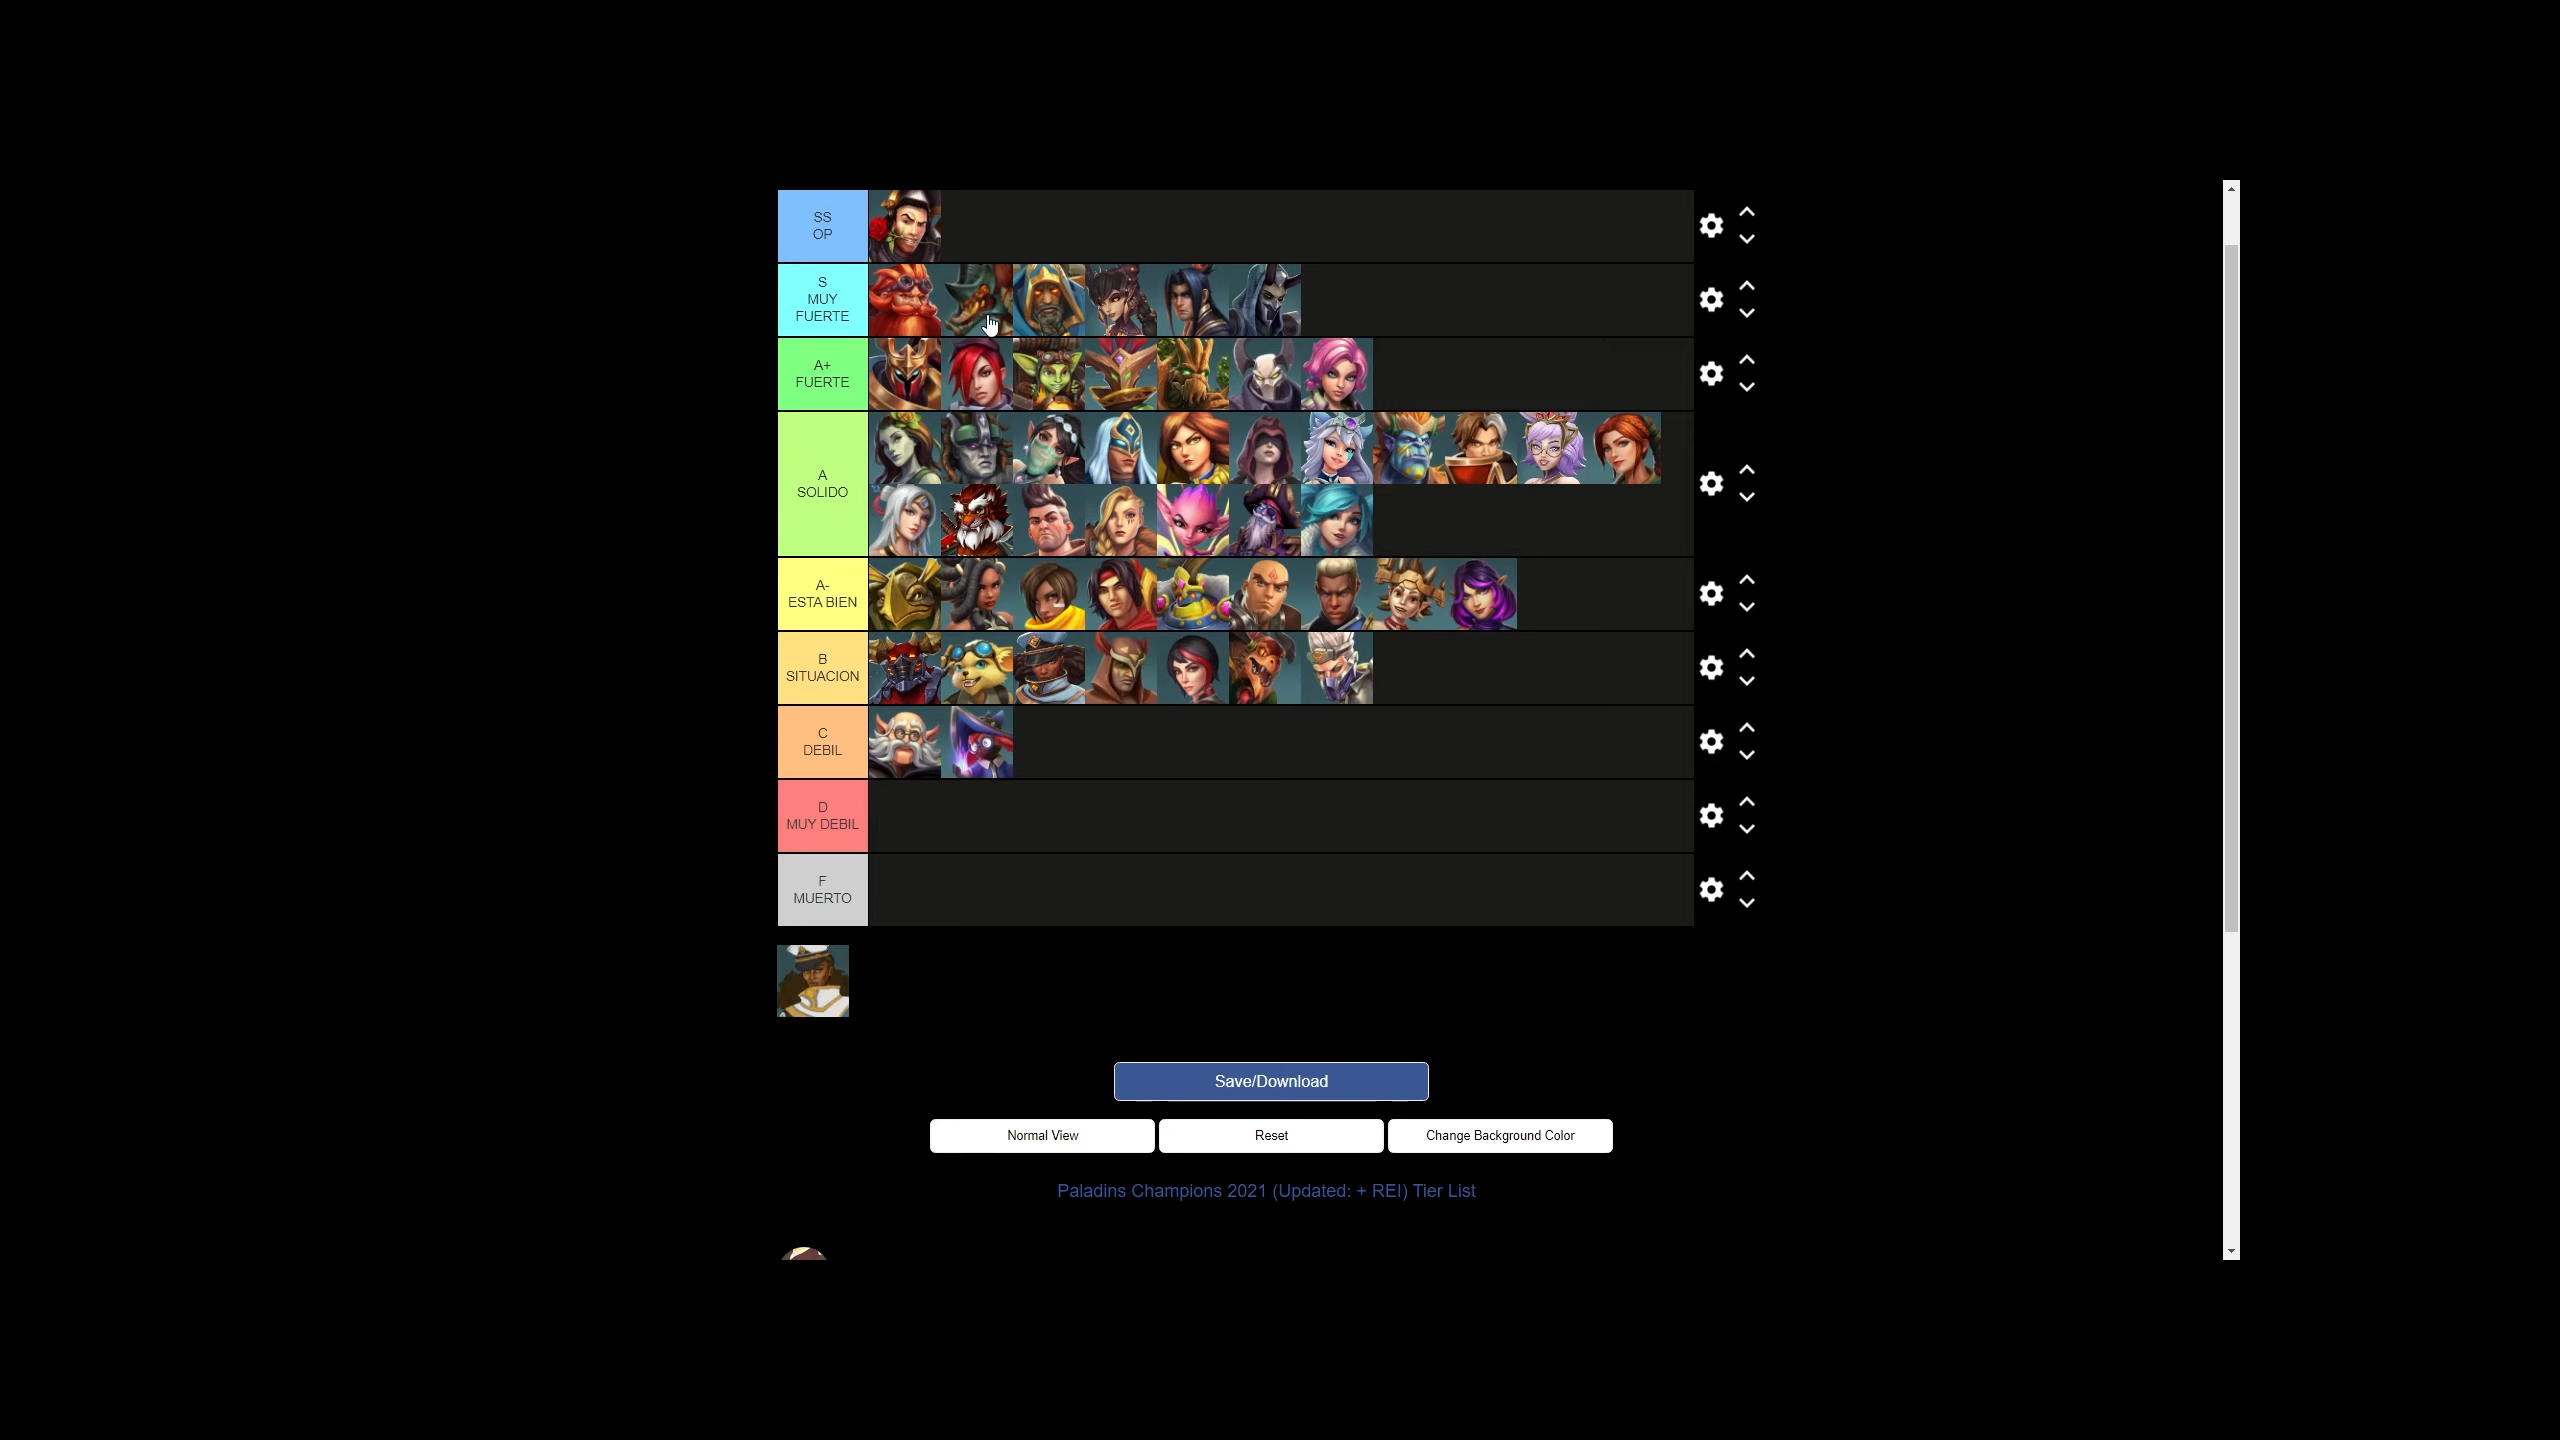 SS
OP
S
MUY
FUERTE
A+
FUERTE
A
SOLIDO
A-
ESTA BIEN
B
SITUACION
C
DEBIL
D
MUY DEBIL
F
MUERTO
Save/Download
Normal View
Reset
Change Background Color
Paladins Champions 2021 (Updated: + REI) Tier List